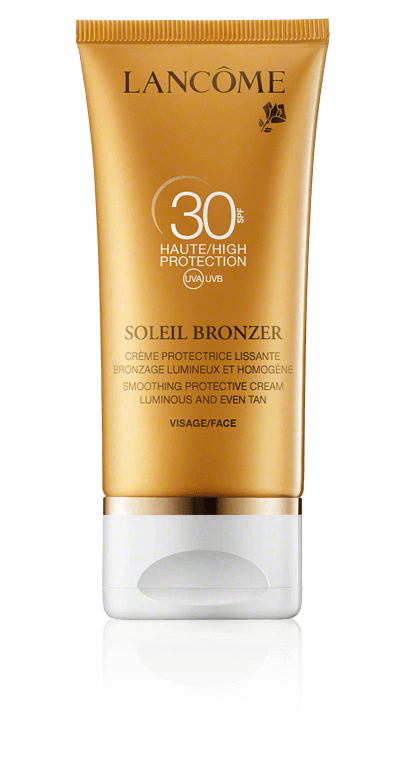 LANCÔME
30 SPF
HAUTE/HIGH
PROTECTION
UVA UVB
SOLEIL BRONZER
CRÈME PROTECTRICE LISSANTE
BRONZAGE LUMINEUX ET HOMOGÈNE
SMOOTHING PROTECTIVE CREAM
LUMINOUS AND EVEN TAN
VISAGE/FACE